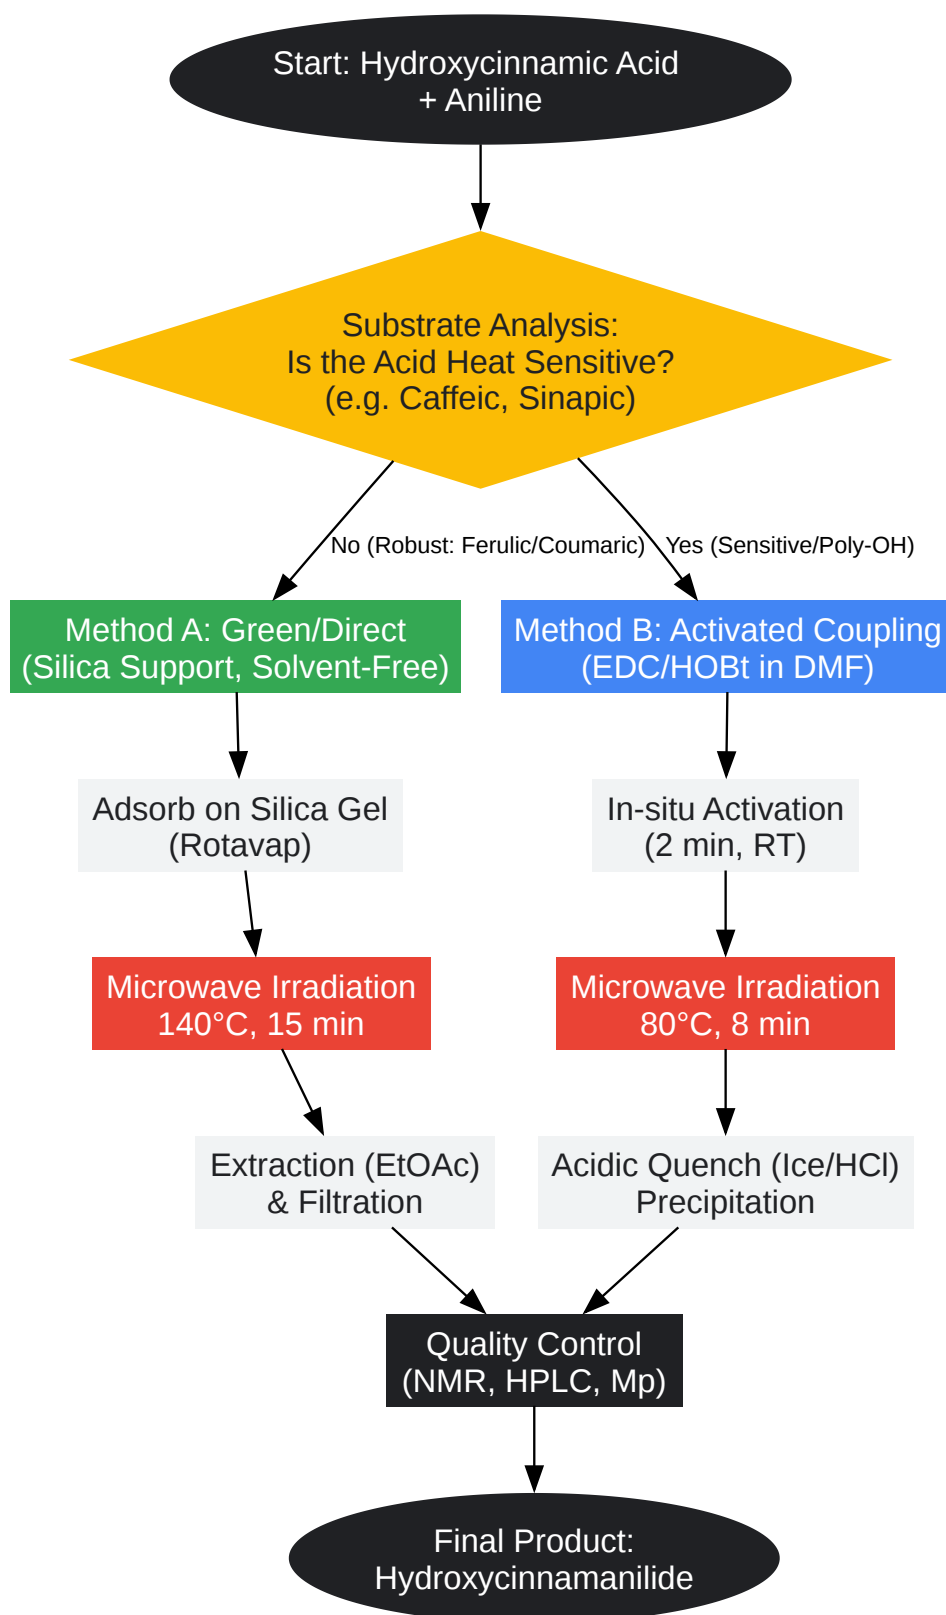 Start: Hydroxycinnamic Acid
+ Aniline
Substrate Analysis:
Is the Acid Heat Sensitive?
(e.g. Caffeic, Sinapic)
No (Robust: Ferulic/Coumaric)
Yes (Sensitive/Poly-OH)
Method A: Green/Direct
(Silica Support, Solvent-Free)
Method B: Activated Coupling
(EDC/HOBt in DMF)
Adsorb on Silica Gel
(Rotavap)
In-situ Activation
(2 min, RT)
Microwave Irradiation
140°C, 15 min
Microwave Irradiation
80°C, 8 min
Extraction (EtOAc)
& Filtration
Acidic Quench (Ice/HCl)
Precipitation
Quality Control
(NMR, HPLC, Mp)
Final Product:
Hydroxycinnamanilide